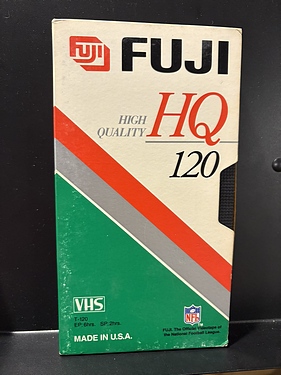 FUJI
FUJI
HIGH
QUALITY
HQ
120
VHS
T-120
EP: 6hrs. SP: 2hrs.
MADE IN U.S.A.
NFL
FUJI. The Official Videotape of
the National Football League.